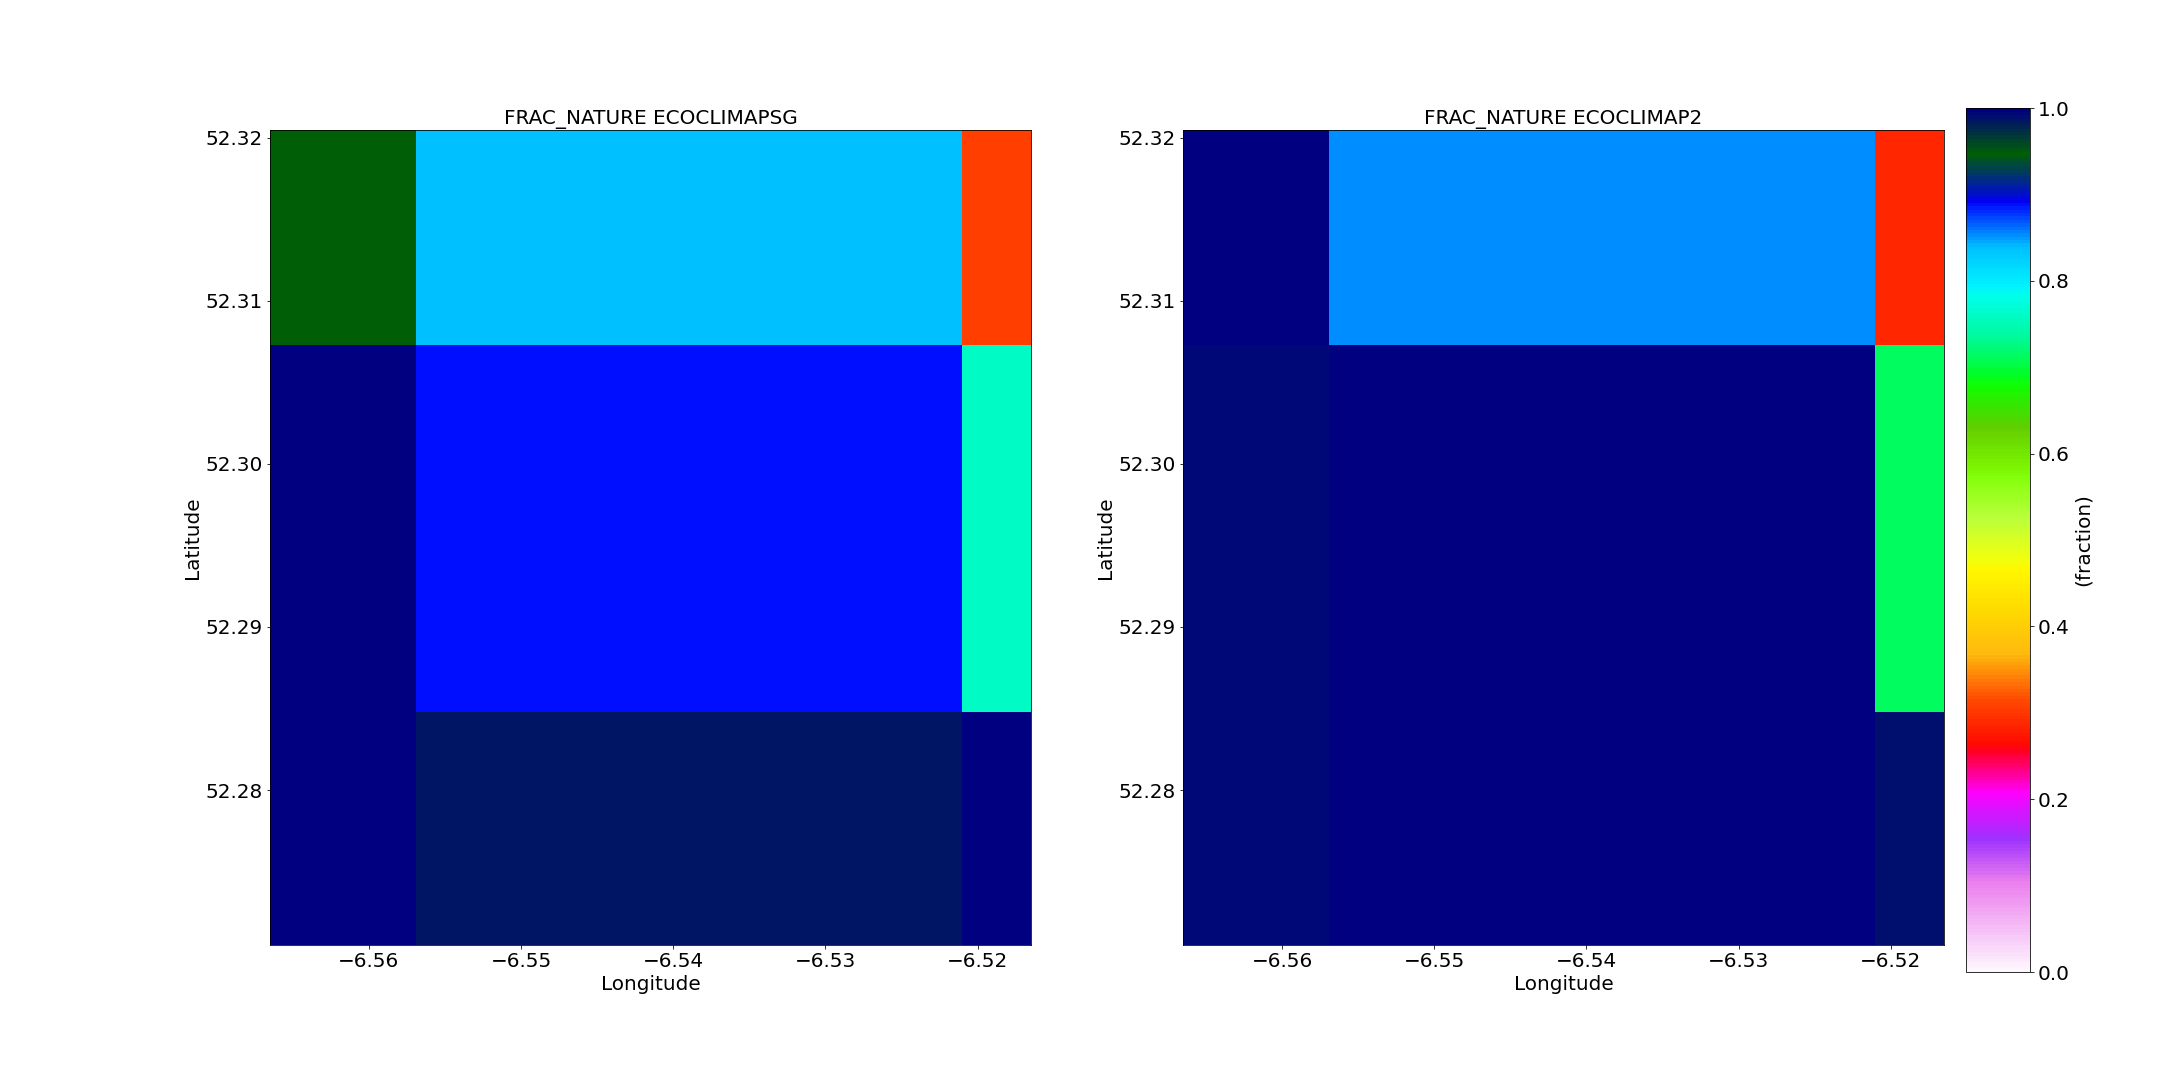 FRAC_NATURE ECOCLIMAPSG
52.32
52.31
52.30
52.29
52.28
Latitude
−6.56 −6.55 −6.54 −6.53 −6.52
Longitude
FRAC_NATURE ECOCLIMAP2
52.32
52.31
52.30
52.29
52.28
Latitude
−6.56 −6.55 −6.54 −6.53 −6.52
Longitude
1.0
0.8
0.6
0.4
0.2
0.0
(fraction)